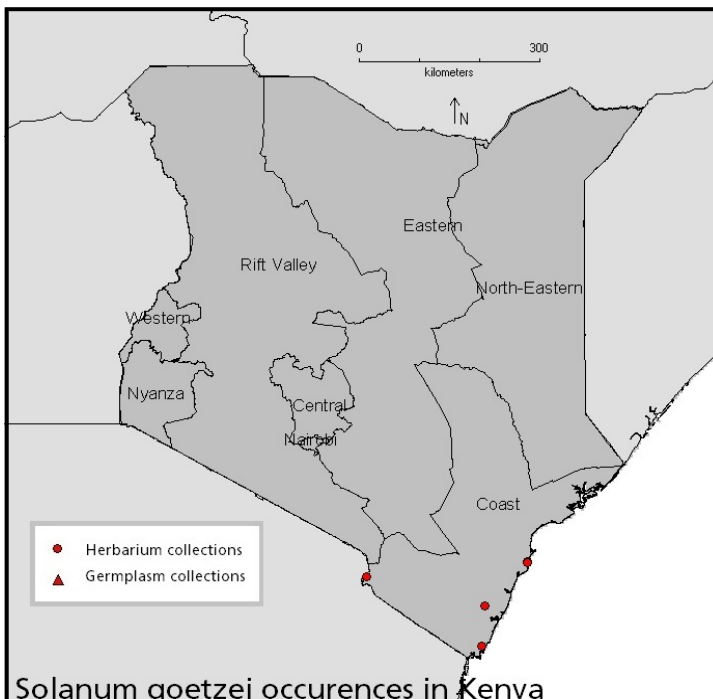 0 300
kilometers
N
Eastern
Rift Valley
North-Eastern
Western
Nyanza
Central
Nairobi
Coast
Herbarium collections
Germplasm collections
Solanum goetzei occurences in Kenya